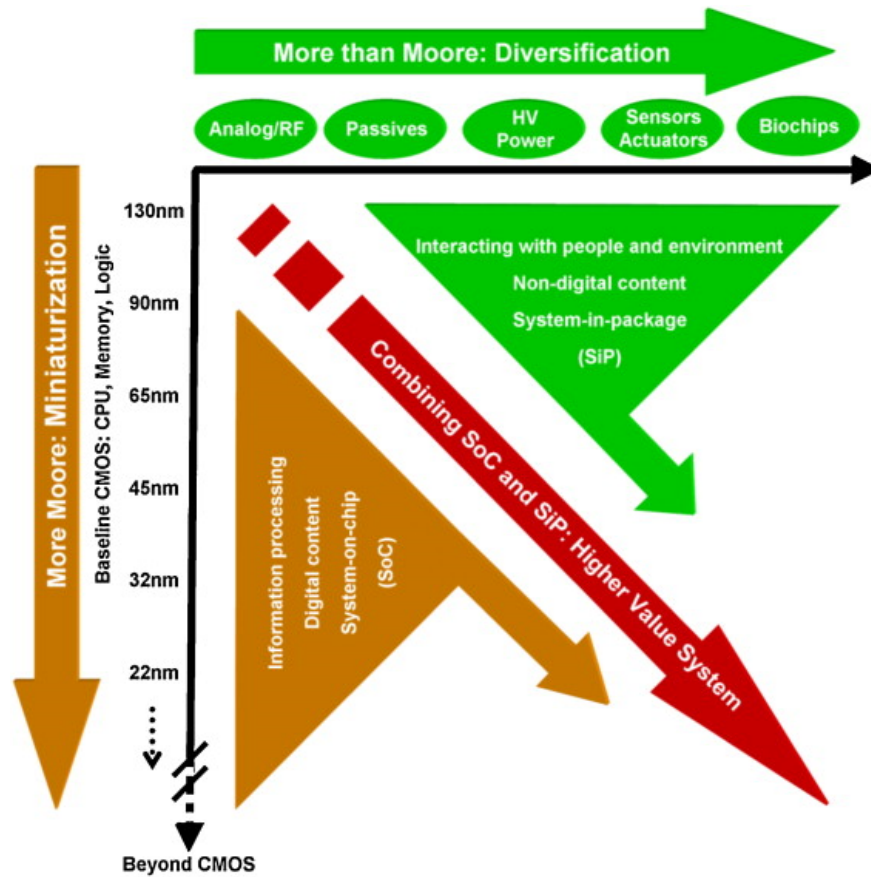 More than Moore: Diversification
Analog/RF
Passives
HV
Power
Sensors
Actuators
Biochips
More Moore: Miniaturization
Baseline CMOS: CPU, Memory, Logic
130nm
90nm
65nm
45nm
32nm
22nm
Beyond CMOS
Interacting with people and environment
Non-digital content
System-in-package
(SiP)
Combining SoC and SiP: Higher Value System
Information processing
Digital content
System-on-chip
(SoC)